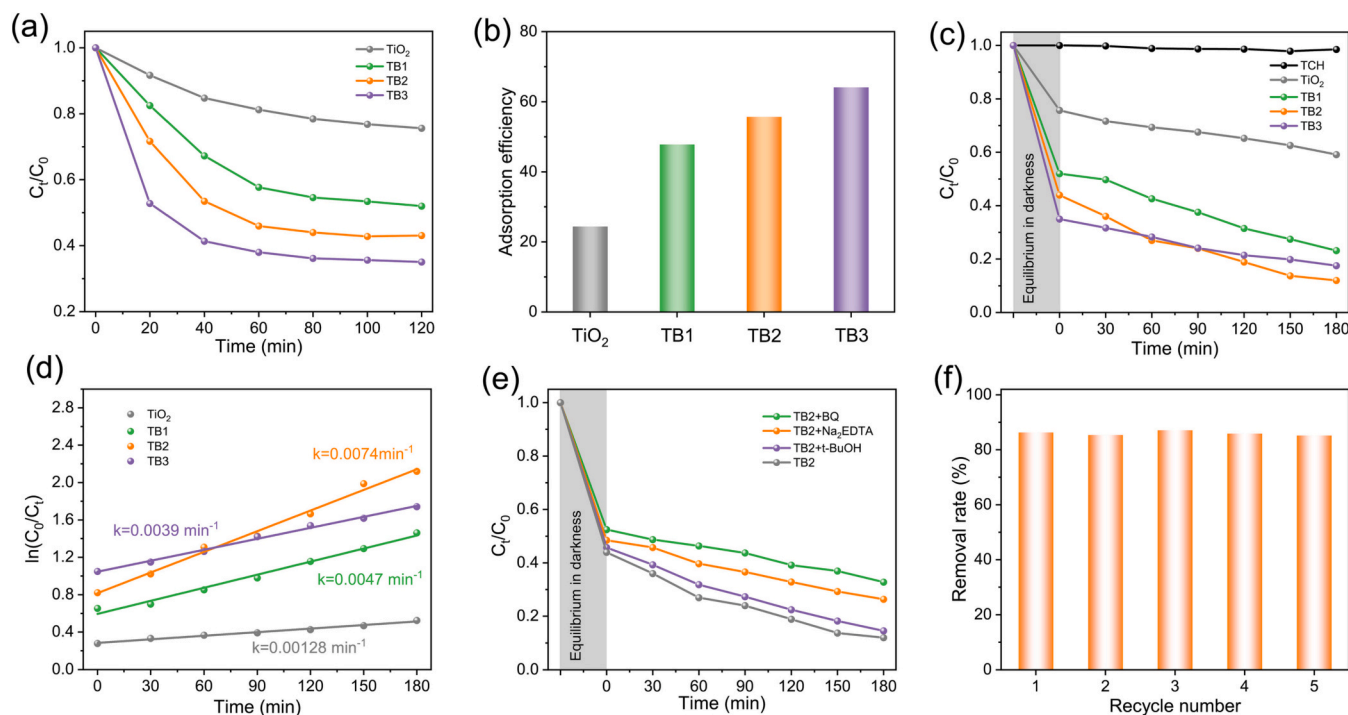 (a)
1.0
0.8
0.6
0.4
0.2
Cₜ/C₀
0
20
40
60
80
100
120
Time (min)
TiO₂
TB1
TB2
TB3
(b)
80
60
40
20
0
Adsorption efficiency
TiO₂
TB1
TB2
TB3
(c)
1.0
0.8
0.6
0.4
0.2
0.0
Cₜ/C₀
Equilibrium in darkness
TCH
TiO₂
TB1
TB2
TB3
0
30
60
90
120
150
180
Time (min)
(d)
2.8
2.4
2.0
1.6
1.2
0.8
0.4
0.0
ln(C₀/Cₜ)
TiO₂
TB1
TB2
TB3
k=0.0074min⁻¹
k=0.0039 min⁻¹
k=0.0047 min⁻¹
k=0.00128 min⁻¹
0
30
60
90
120
150
180
Time (min)
(e)
1.0
0.8
0.6
0.4
0.2
0.0
Cₜ/C₀
Equilibrium in darkness
TB2+BQ
TB2+Na₂EDTA
TB2+t-BuOH
TB2
0
30
60
90
120
150
180
Time (min)
(f)
100
80
60
40
20
0
Removal rate (%)
1
2
3
4
5
Recycle number